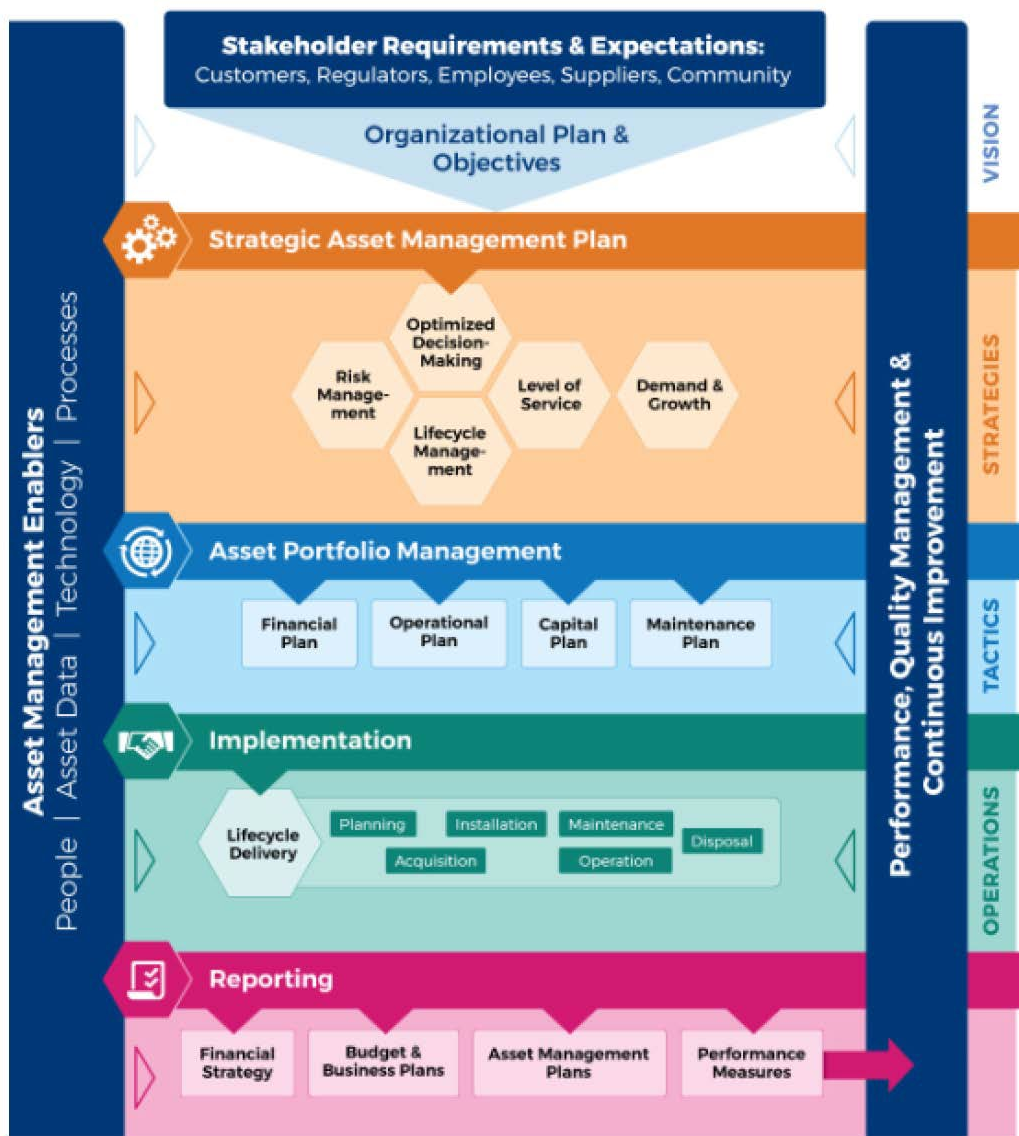 Stakeholder Requirements & Expectations:
Customers, Regulators, Employees, Suppliers, Community
Organizational Plan &
Objectives
VISION
Strategic Asset Management Plan
Optimized
Decision-
Making
Risk
Manage-
ment
Level of
Service
Demand &
Growth
Lifecycle
Manage-
ment
STRATEGIES
Asset Portfolio Management
Financial
Plan
Operational
Plan
Capital
Plan
Maintenance
Plan
TACTICS
Implementation
Lifecycle
Delivery
Planning
Installation
Maintenance
Disposal
Acquisition
Operation
OPERATIONS
Reporting
Financial
Strategy
Budget &
Business Plans
Asset Management
Plans
Performance
Measures
Asset Management Enablers
People | Asset Data | Technology | Processes
Performance, Quality Management &
Continuous Improvement